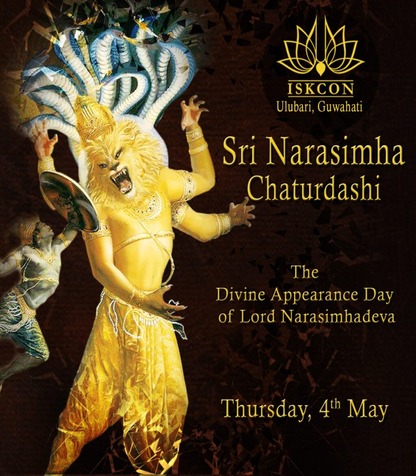 ISKCON
Ulubari, Guwahati
Sri Narasimha
Chaturdashi
The
Divine Appearance Day
of Lord Narasimhadeva
Thursday, 4th May